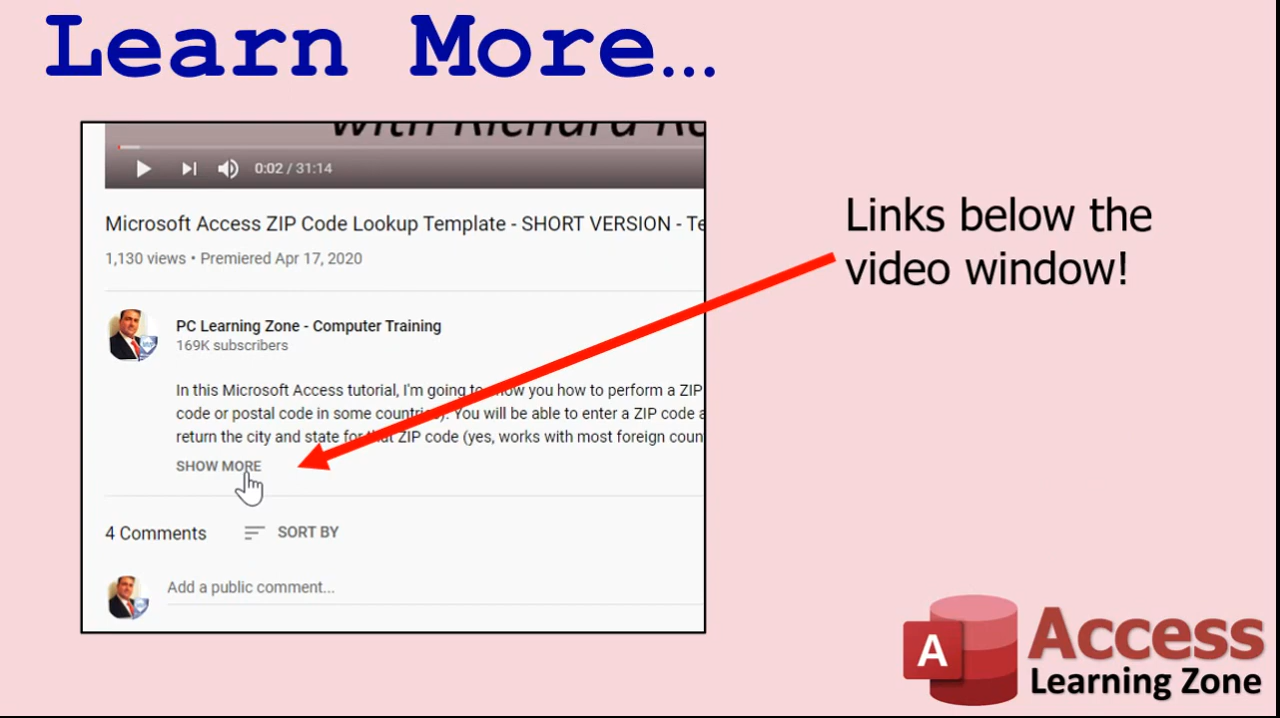 Learn More...
with Richard
0:02 / 31:14
Microsoft Access ZIP Code Lookup Template - SHORT VERSION - Te
1,130 views • Premiered Apr 17, 2020
PC Learning Zone - Computer Training
169K subscribers
In this Microsoft Access tutorial, I'm going to show you how to perform a ZIP
code or postal code in some countries). You will be able to enter a ZIP code a
return the city and state for that ZIP code (yes, works with most foreign coun
SHOW MORE
4 Comments SORT BY
Add a public comment...
Links below the
video window!
A
Access
Learning Zone